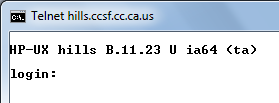 Telnet hills.ccsf.cc.ca.us
HP-UX hills B.11.23 U ia64 (ta)
login: